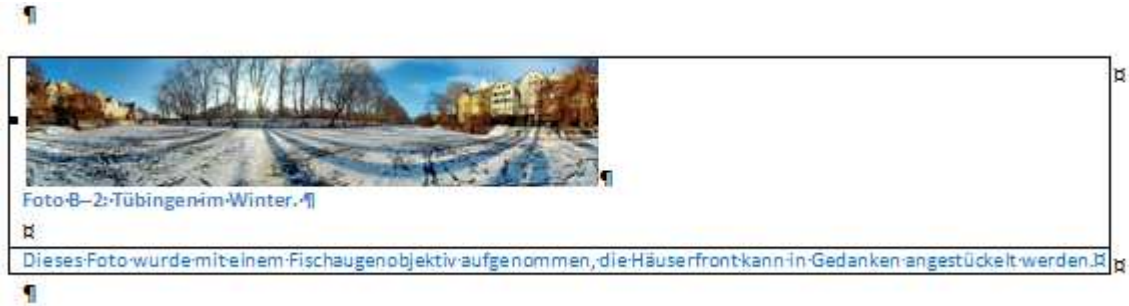 ¶
¤
¶
Foto·B–2:·Tübingen·im·Winter.·¶
¤
Dieses·Foto·wurde·mit·einem·Fischaugenobjektiv·aufgenommen,·die·Häuserfront·kann·in·Gedanken·angestückelt·werden.¤ ¤
¶